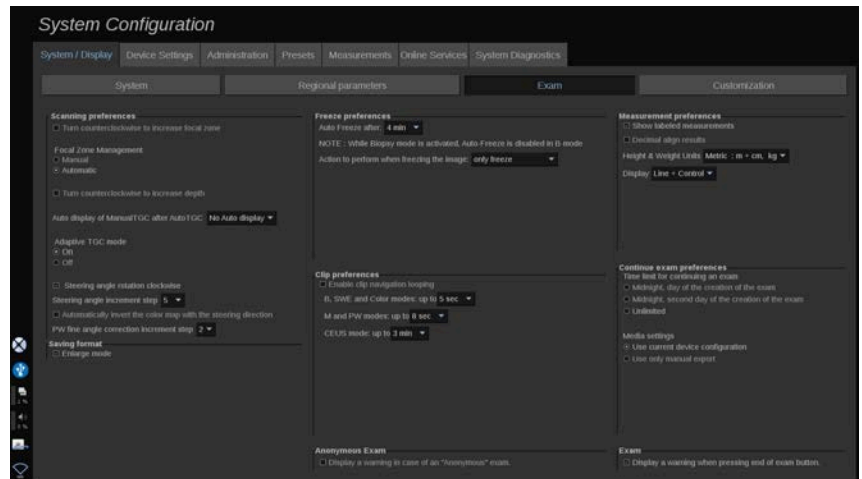 System Configuration
System / Display
Device Settings
Administration
Presets
Measurements
Online Services
System Diagnostics
System
Regional parameters
Exam
Customization
Scanning preferences
Turn counterclockwise to increase focal zone
Focal Zone Management
Manual
Automatic
Turn counterclockwise to increase depth
Auto display of ManualTGC after AutoTGC No Auto display
Adaptive TGC mode
On
Off
Steering angle rotation clockwise
Steering angle increment step 5
Automatically invert the color map with the steering direction
PW fine angle correction increment step 2
Saving format
Enlarge mode
Freeze preferences
Auto Freeze after: 4 min
NOTE : While Biopsy mode is activated, Auto-Freeze is disabled in B mode
Action to perform when freezing the image: only freeze
Clip preferences
Enable clip navigation looping
B, SWE and Color modes: up to 5 sec
M and PW modes: up to 8 sec
CEUS mode: up to 3 min
Anonymous Exam
Display a warning in case of an "Anonymous" exam.
Measurement preferences
Show labeled measurements
Decimal align results
Height & Weight Units Metric : m + cm, kg
Display Line + Control
Continue exam preferences
Time limit for continuing an exam
Midnight, day of the creation of the exam
Midnight, second day of the creation of the exam
Unlimited
Media settings
Use current device configuration
Use only manual export
Exam
Display a warning when pressing end of exam button.